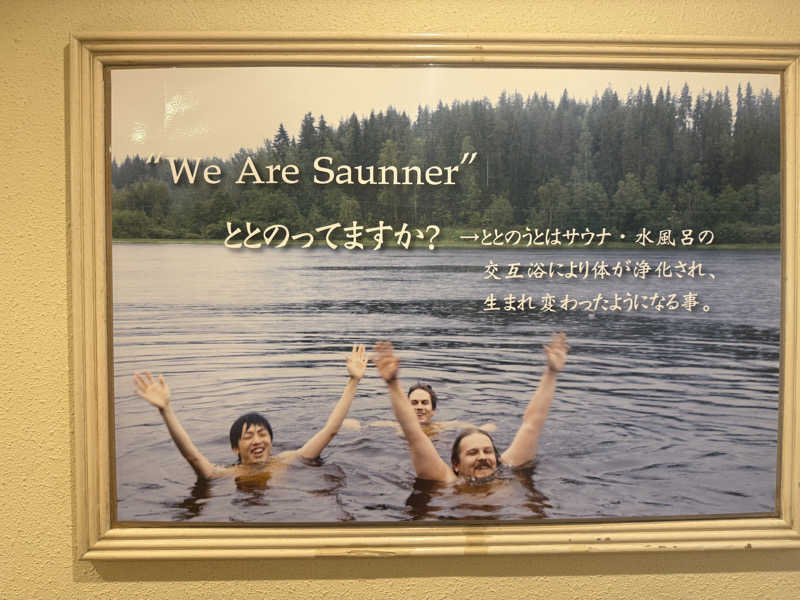 "We Are Saunner"
ととのってますか? →ととのうとはサウナ・水風呂の
交互浴により体が浄化され、
生まれ変わったようになる事。